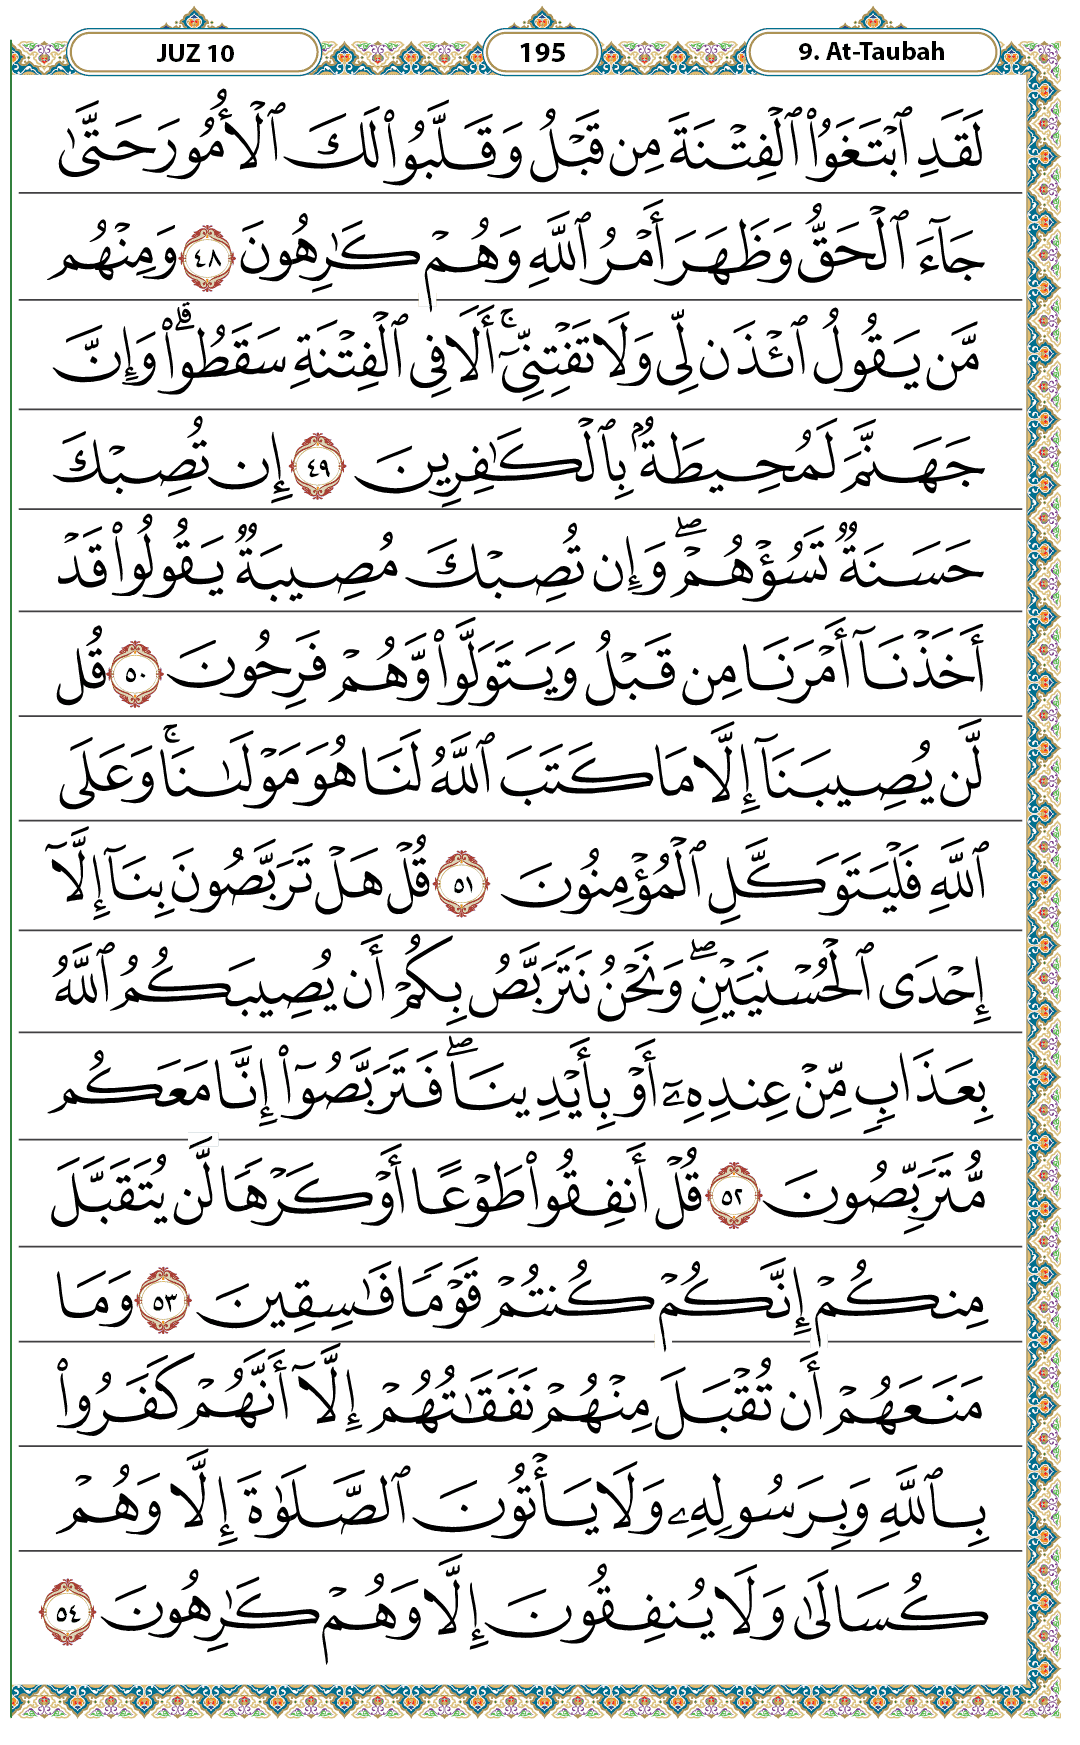 JUZ 10 195 9. At-Taubah
لَقَدِ ٱبۡتَغَوُاْ ٱلۡفِتۡنَةَ مِن قَبۡلُ وَقَلَّبُواْ لَكَ ٱلۡأُمُورَ حَتَّىٰ
جَآءَ ٱلۡحَقُّ وَظَهَرَ أَمۡرُ ٱللَّهِ وَهُمۡ كَٰرِهُونَ ٤٨ وَمِنۡهُم
مَّن يَقُولُ ٱئۡذَن لِّي وَلَا تَفۡتِنِّيٓۚ أَلَا فِي ٱلۡفِتۡنَةِ سَقَطُواْۗ وَإِنَّ
جَهَنَّمَ لَمُحِيطَةُۢ بِٱلۡكَٰفِرِينَ ٤٩ إِن تُصِبۡكَ
حَسَنَةٞ تَسُؤۡهُمۡۖ وَإِن تُصِبۡكَ مُصِيبَةٞ يَقُولُواْ قَدۡ
أَخَذۡنَآ أَمۡرَنَا مِن قَبۡلُ وَيَتَوَلَّواْ وَّهُمۡ فَرِحُونَ ٥٠ قُل
لَّن يُصِيبَنَآ إِلَّا مَا كَتَبَ ٱللَّهُ لَنَا هُوَ مَوۡلَىٰنَاۚ وَعَلَى
ٱللَّهِ فَلۡيَتَوَكَّلِ ٱلۡمُؤۡمِنُونَ ٥١ قُلۡ هَلۡ تَرَبَّصُونَ بِنَآ إِلَّآ
إِحۡدَى ٱلۡحُسۡنَيَيۡنِۖ وَنَحۡنُ نَتَرَبَّصُ بِكُمۡ أَن يُصِيبَكُمُ ٱللَّهُ
بِعَذَابٖ مِّنۡ عِندِهِۦٓ أَوۡ بِأَيۡدِينَاۖ فَتَرَبَّصُوٓاْ إِنَّا مَعَكُم
مُّتَرَبِّصُونَ ٥٢ قُلۡ أَنفِقُواْ طَوۡعًا أَوۡ كَرۡهٗا لَّن يُتَقَبَّلَ
مِنكُمۡ إِنَّكُمۡ كُنتُمۡ قَوۡمٗا فَٰسِقِينَ ٥٣ وَمَا
مَنَعَهُمۡ أَن تُقۡبَلَ مِنۡهُمۡ نَفَقَٰتُهُمۡ إِلَّآ أَنَّهُمۡ كَفَرُواْ
بِٱللَّهِ وَبِرَسُولِهِۦ وَلَا يَأۡتُونَ ٱلصَّلَوٰةَ إِلَّا وَهُمۡ
كُسَالَىٰ وَلَا يُنفِقُونَ إِلَّا وَهُمۡ كَٰرِهُونَ ٥٤